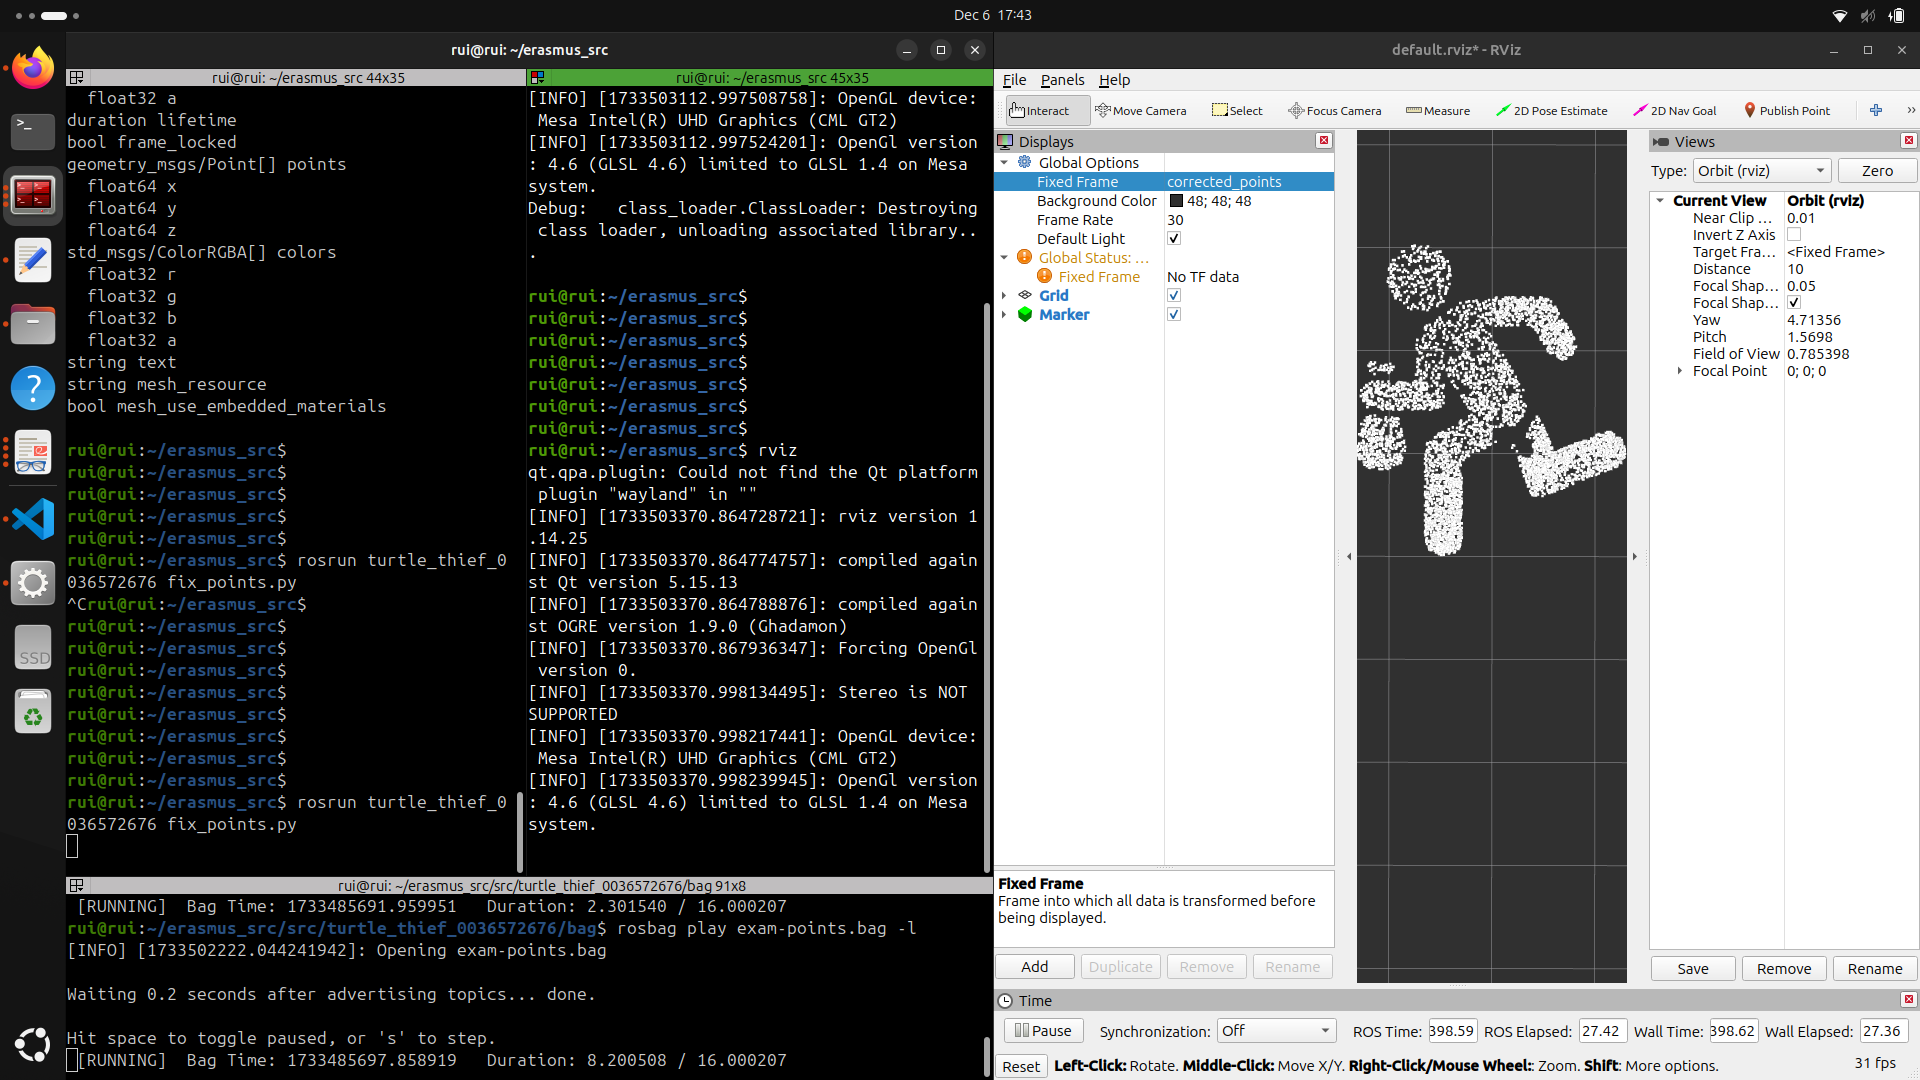 Dec 6 17:43
rui@rui: ~/erasmus_src
rui@rui: ~/erasmus_src 44x35
float32 a
duration lifetime
bool frame_locked
geometry_msgs/Point[] points
float64 x
float64 y
float64 z
std_msgs/ColorRGBA[] colors
float32 r
float32 g
float32 b
float32 a
string text
string mesh_resource
bool mesh_use_embedded_materials
rui@rui:~/erasmus_src$
rui@rui:~/erasmus_src$
rui@rui:~/erasmus_src$
rui@rui:~/erasmus_src$
rui@rui:~/erasmus_src$
rui@rui:~/erasmus_src$ rosrun turtle_thief_0
036572676 fix_points.py
^Crui@rui:~/erasmus_src$
rui@rui:~/erasmus_src$
rui@rui:~/erasmus_src$
rui@rui:~/erasmus_src$
rui@rui:~/erasmus_src$
rui@rui:~/erasmus_src$
rui@rui:~/erasmus_src$
rui@rui:~/erasmus_src$
rui@rui:~/erasmus_src$
rui@rui:~/erasmus_src$ rosrun turtle_thief_0
036572676 fix_points.py
rui@rui: ~/erasmus_src 45x35
[INFO] [1733503112.997508758]: OpenGL device:
Mesa Intel(R) UHD Graphics (CML GT2)
[INFO] [1733503112.997524201]: OpenGl version
: 4.6 (GLSL 4.6) limited to GLSL 1.4 on Mesa
system.
Debug:   class_loader.ClassLoader: Destroying
class loader, unloading associated library..
.
rui@rui:~/erasmus_src$
rui@rui:~/erasmus_src$
rui@rui:~/erasmus_src$
rui@rui:~/erasmus_src$
rui@rui:~/erasmus_src$
rui@rui:~/erasmus_src$
rui@rui:~/erasmus_src$
rui@rui:~/erasmus_src$ rviz
qt.qpa.plugin: Could not find the Qt platform
plugin "wayland" in ""
[INFO] [1733503370.864728721]: rviz version 1
.14.25
[INFO] [1733503370.864774757]: compiled again
st Qt version 5.15.13
[INFO] [1733503370.864788876]: compiled again
st OGRE version 1.9.0 (Ghadamon)
[INFO] [1733503370.867936347]: Forcing OpenGl
version 0.
[INFO] [1733503370.998134495]: Stereo is NOT
SUPPORTED
[INFO] [1733503370.998217441]: OpenGL device:
Mesa Intel(R) UHD Graphics (CML GT2)
[INFO] [1733503370.998239945]: OpenGl version
: 4.6 (GLSL 4.6) limited to GLSL 1.4 on Mesa
system.
rui@rui: ~/erasmus_src/src/turtle_thief_0036572676/bag 91x8
[RUNNING]  Bag Time: 1733485691.959951   Duration: 2.301540 / 16.000207
rui@rui:~/erasmus_src/src/turtle_thief_0036572676/bag$ rosbag play exam-points.bag -l
[INFO] [1733502222.044241942]: Opening exam-points.bag
Waiting 0.2 seconds after advertising topics... done.
Hit space to toggle paused, or 's' to step.
[RUNNING]  Bag Time: 1733485697.858919   Duration: 8.200508 / 16.000207
SSD
default.rviz* - RViz
File Panels Help
Interact Move Camera Select Focus Camera Measure 2D Pose Estimate 2D Nav Goal Publish Point »
Displays
Global Options
Fixed Frame corrected_points
Background Color 48; 48; 48
Frame Rate 30
Default Light
Global Status: ...
Fixed Frame No TF data
Grid
Marker
Fixed Frame
Frame into which all data is transformed before
being displayed.
Add Duplicate Remove Rename
Views
Type: Orbit (rviz) Zero
Current View Orbit (rviz)
Near Clip ... 0.01
Invert Z Axis
Target Fra... <Fixed Frame>
Distance 10
Focal Shap... 0.05
Focal Shap...
Yaw 4.71356
Pitch 1.5698
Field of View 0.785398
Focal Point 0; 0; 0
Save Remove Rename
Time
Pause Synchronization: Off ROS Time: 398.59 ROS Elapsed: 27.42 Wall Time: 398.62 Wall Elapsed: 27.36
Reset Left-Click: Rotate. Middle-Click: Move X/Y. Right-Click/Mouse Wheel:: Zoom. Shift: More options. 31 fps